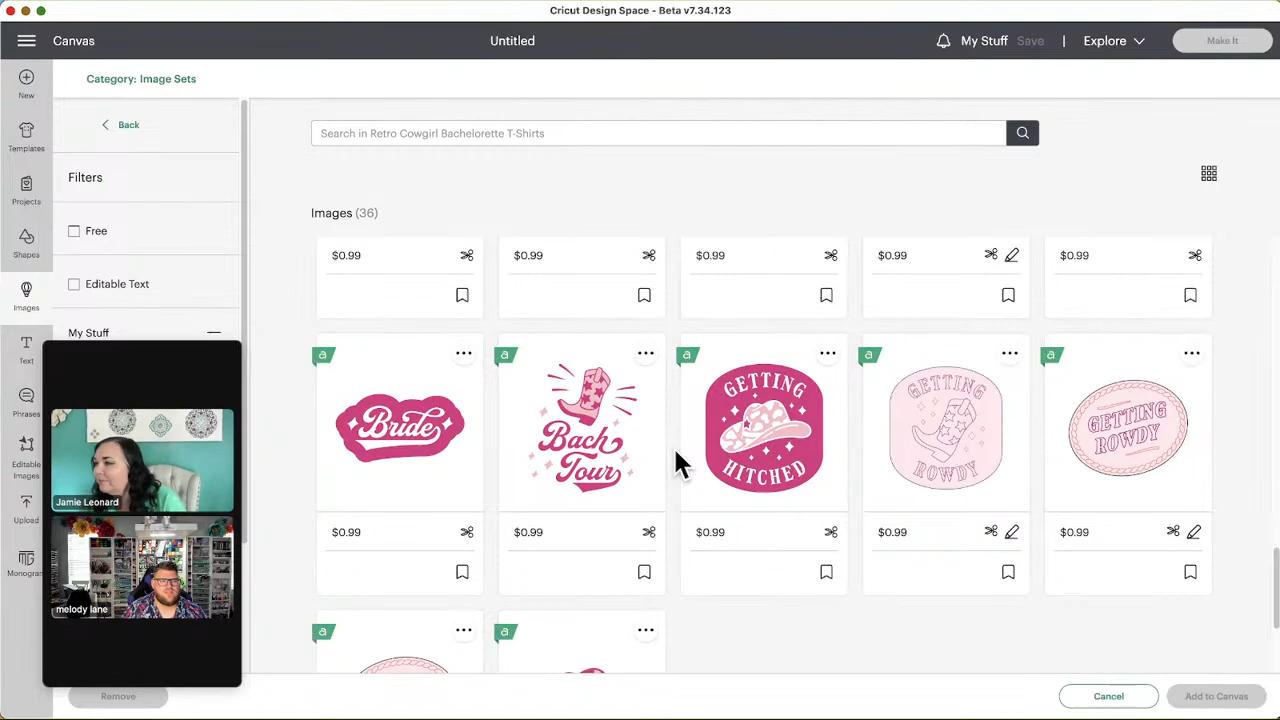 Cricut Design Space - Beta v7.34.123
Canvas
Untitled
My Stuff
Save
|
Explore
Make It
New
Templates
Projects
Shapes
Images
Text
Phrases
Editable
Images
Upload
Monogram
Category: Image Sets
Back
Filters
Free
Editable Text
My Stuff
Jamie Leonard
melody lane
Remove
Search in Retro Cowgirl Bachelorette T-Shirts
Images (36)
$0.99 $0.99 $0.99 $0.99 $0.99
a a a a a
Bride
Bach
Tour
GETTING
HITCHED
GETTING
ROWDY
GETTING
ROWDY
$0.99 $0.99 $0.99 $0.99 $0.99
a a
Cancel
Add to Canvas